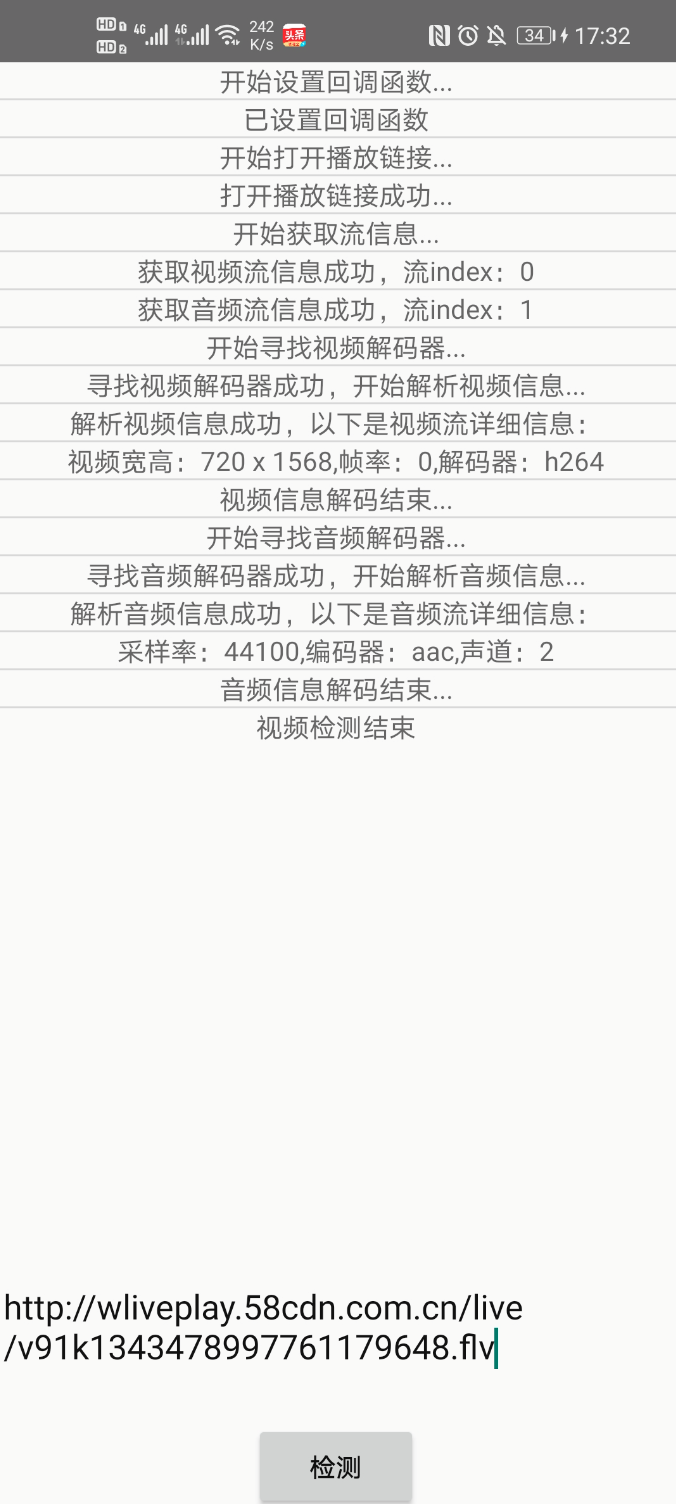 HD 1 4G 4G 242 头条 34 17:32
HD 2 K/s
开始设置回调函数...
已设置回调函数
开始打开播放链接...
打开播放链接成功...
开始获取流信息...
获取视频流信息成功，流index：0
获取音频流信息成功，流index：1
开始寻找视频解码器...
寻找视频解码器成功，开始解析视频信息...
解析视频信息成功，以下是视频流详细信息：
视频宽高：720 x 1568,帧率：0,解码器：h264
视频信息解码结束...
开始寻找音频解码器...
寻找音频解码器成功，开始解析音频信息...
解析音频信息成功，以下是音频流详细信息：
采样率：44100,编码器：aac,声道：2
音频信息解码结束...
视频检测结束
http://wliveplay.58cdn.com.cn/live
/v91k1343478997761179648.flv
检测